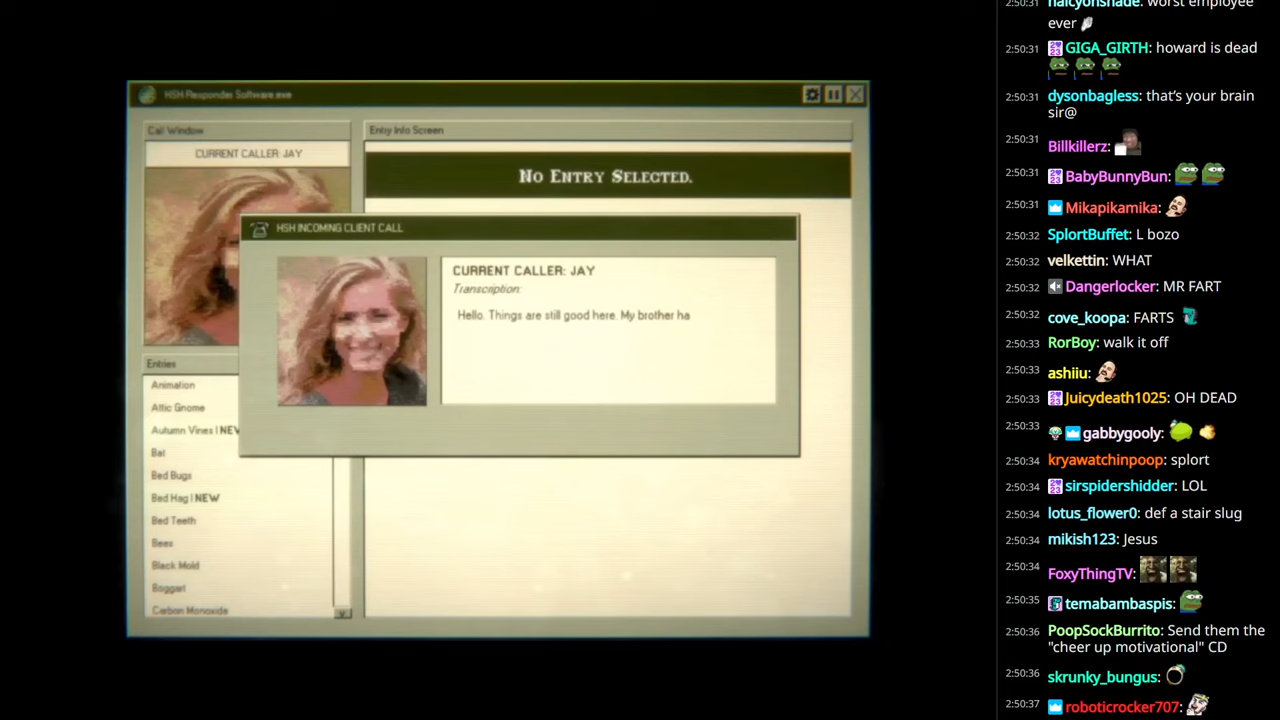 HSH Responder Software.exe
Call Window
CURRENT CALLER: JAY
Entry Info Screen
No Entry Selected.
HSH INCOMING CLIENT CALL
CURRENT CALLER: JAY
Transcription:
Hello. Things are still good here. My brother ha
Entries
Animation
Attic Gnome
Autumn Vines | NEW
Bat
Bed Bugs
Bed Hag | NEW
Bed Teeth
Bees
Black Mold
Boggart
Carbon Monoxide
2:50:31 halcyonshade: worst employee
ever
2:50:31 GIGA_GIRTH: howard is dead
2:50:31 dysonbagless: that's your brain
sir@
2:50:31 Billkillerz:
2:50:31 BabyBunnyBun:
2:50:31 Mikapikamika:
2:50:32 SplortBuffet: L bozo
2:50:32 velkettin: WHAT
2:50:32 Dangerlocker: MR FART
2:50:32 cove_koopa: FARTS
2:50:33 RorBoy: walk it off
2:50:33 ashiiu:
2:50:33 Juicydeath1025: OH DEAD
2:50:33 gabbygooly:
2:50:34 kryawatchinpoop: splort
2:50:34 sirspidershidder: LOL
2:50:34 lotus_flower0: def a stair slug
2:50:34 mikish123: Jesus
2:50:34 FoxyThingTV:
2:50:35 temabambaspis:
2:50:36 PoopSockBurrito: Send them the
"cheer up motivational" CD
2:50:36 skrunky_bungus:
2:50:37 roboticrocker707: